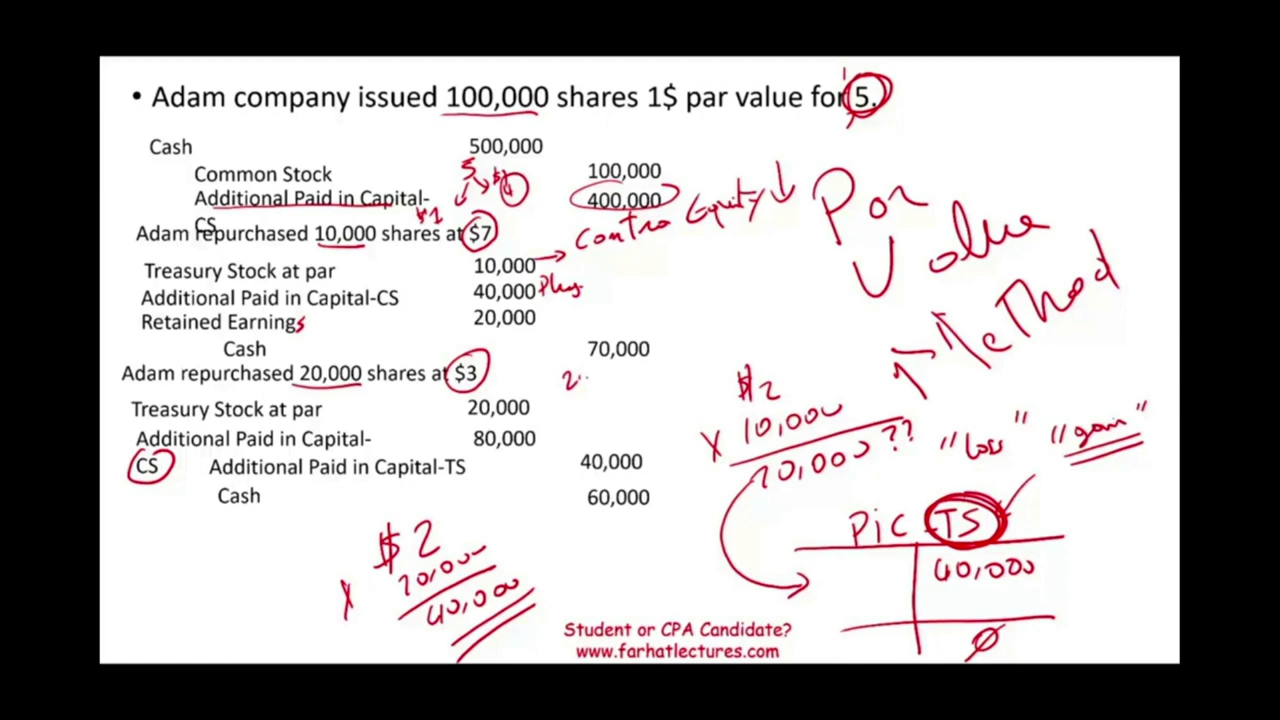 • Adam company issued 100,000 shares 1$ par value for 5.
Cash 500,000
Common Stock 100,000
Additional Paid in Capital- 400,000
CS
5
$1
$4
Contra Equity ↓
Adam repurchased 10,000 shares at $7
Treasury Stock at par 10,000
Additional Paid in Capital-CS 40,000 Plug
Retained Earnings 20,000
Cash 70,000
Adam repurchased 20,000 shares at $3
Treasury Stock at par 20,000
Additional Paid in Capital- 80,000
CS Additional Paid in Capital-TS 40,000
Cash 60,000
Par
Value
Method
$2
X 10,000
20,000 ??
"loss" "gain"
Pic - TS
40,000
0
$2
X 20,000
40,000
Student or CPA Candidate?
www.farhatlectures.com